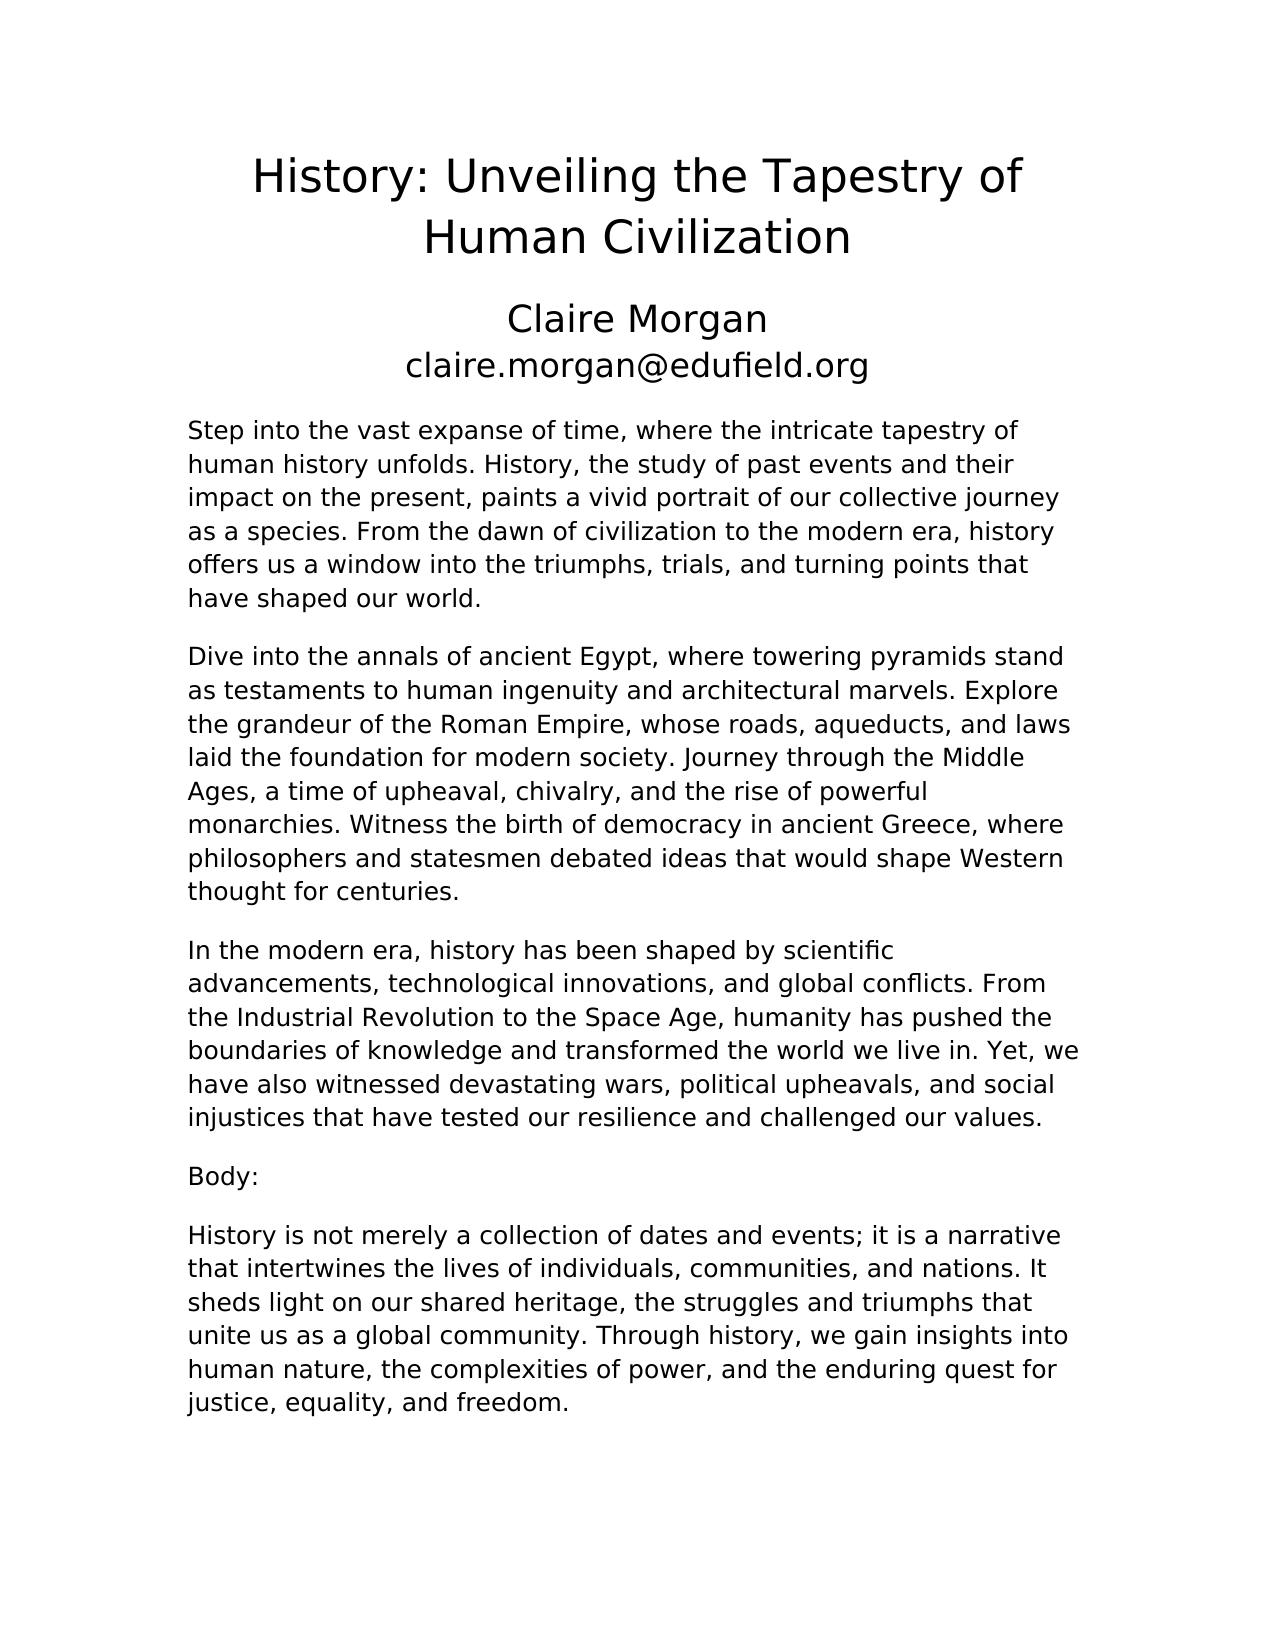 History: Unveiling the Tapestry of
Human Civilization
Claire Morgan
claire.morgan@edufield.org
Step into the vast expanse of time, where the intricate tapestry of
human history unfolds. History, the study of past events and their
impact on the present, paints a vivid portrait of our collective journey
as a species. From the dawn of civilization to the modern era, history
offers us a window into the triumphs, trials, and turning points that
have shaped our world.
Dive into the annals of ancient Egypt, where towering pyramids stand
as testaments to human ingenuity and architectural marvels. Explore
the grandeur of the Roman Empire, whose roads, aqueducts, and laws
laid the foundation for modern society. Journey through the Middle
Ages, a time of upheaval, chivalry, and the rise of powerful
monarchies. Witness the birth of democracy in ancient Greece, where
philosophers and statesmen debated ideas that would shape Western
thought for centuries.
In the modern era, history has been shaped by scientific
advancements, technological innovations, and global conflicts. From
the Industrial Revolution to the Space Age, humanity has pushed the
boundaries of knowledge and transformed the world we live in. Yet, we
have also witnessed devastating wars, political upheavals, and social
injustices that have tested our resilience and challenged our values.
Body:
History is not merely a collection of dates and events; it is a narrative
that intertwines the lives of individuals, communities, and nations. It
sheds light on our shared heritage, the struggles and triumphs that
unite us as a global community. Through history, we gain insights into
human nature, the complexities of power, and the enduring quest for
justice, equality, and freedom.